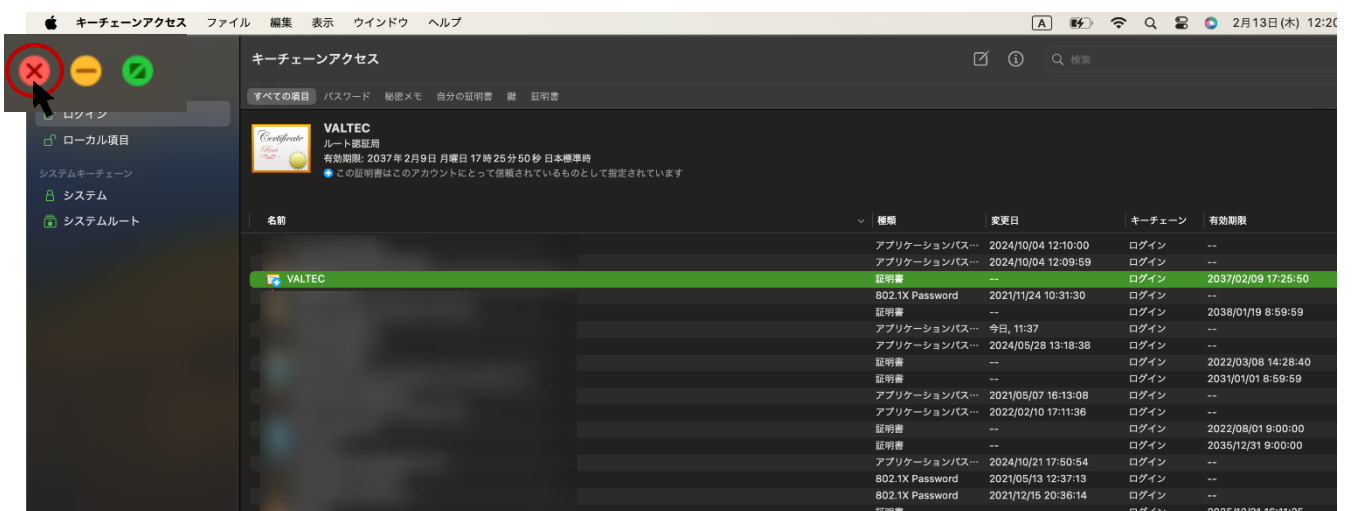 キーチェーンアクセス ファイル 編集 表示 ウインドウ ヘルプ A 2月13日(木) 12:20
キーチェーンアクセス 検索
すべての項目 パスワード 秘密メモ 自分の証明書 鍵 証明書
ログイン
ローカル項目
システムキーチェーン
システム
システムルート
Certificate
Root
VALTEC
ルート認証局
有効期限: 2037年2月9日 月曜日 17時25分50秒 日本標準時
この証明書はこのアカウントにとって信頼されているものとして指定されています
名前 種類 変更日 キーチェーン 有効期限
アプリケーションパス… 2024/10/04 12:10:00 ログイン --
アプリケーションパス… 2024/10/04 12:09:59 ログイン --
VALTEC 証明書 -- ログイン 2037/02/09 17:25:50
802.1X Password 2021/11/24 10:31:30 ログイン --
証明書 -- ログイン 2038/01/19 8:59:59
アプリケーションパス… 今日, 11:37 ログイン --
アプリケーションパス… 2024/05/28 13:18:38 ログイン --
証明書 -- ログイン 2022/03/08 14:28:40
証明書 -- ログイン 2031/01/01 8:59:59
アプリケーションパス… 2021/05/07 16:13:08 ログイン --
アプリケーションパス… 2022/02/10 17:11:36 ログイン --
証明書 -- ログイン 2022/08/01 9:00:00
証明書 -- ログイン 2035/12/31 9:00:00
アプリケーションパス… 2024/10/21 17:50:54 ログイン --
802.1X Password 2021/05/13 12:37:13 ログイン --
802.1X Password 2021/12/15 20:36:14 ログイン --